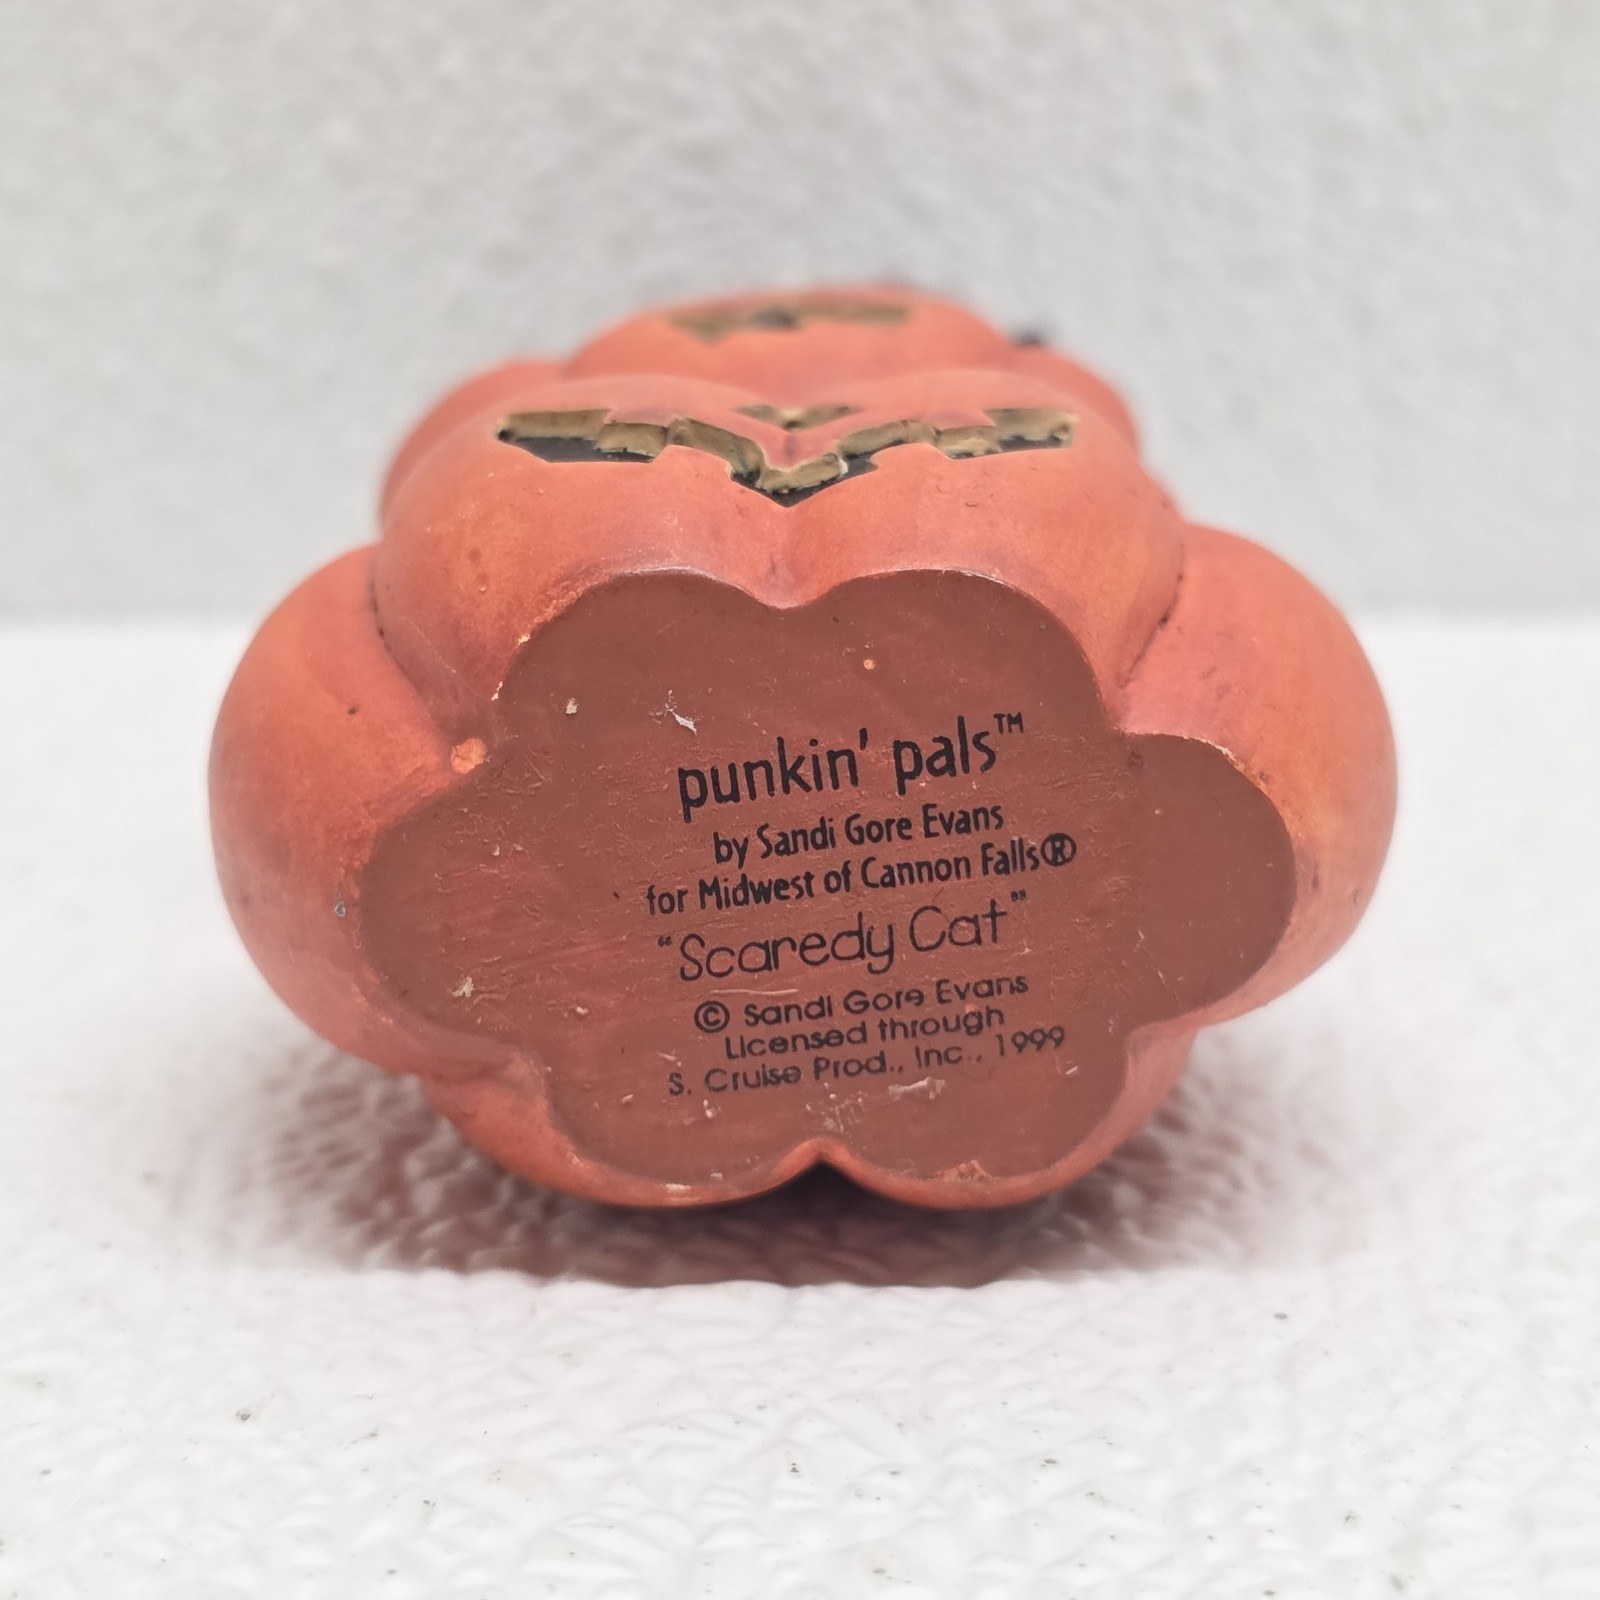 punkin' pals™
by Sandi Gore Evans
for Midwest of Cannon Falls®
"Scaredy Cat"
© Sandi Gore Evans
Licensed through
S. Cruise Prod., Inc., 1999